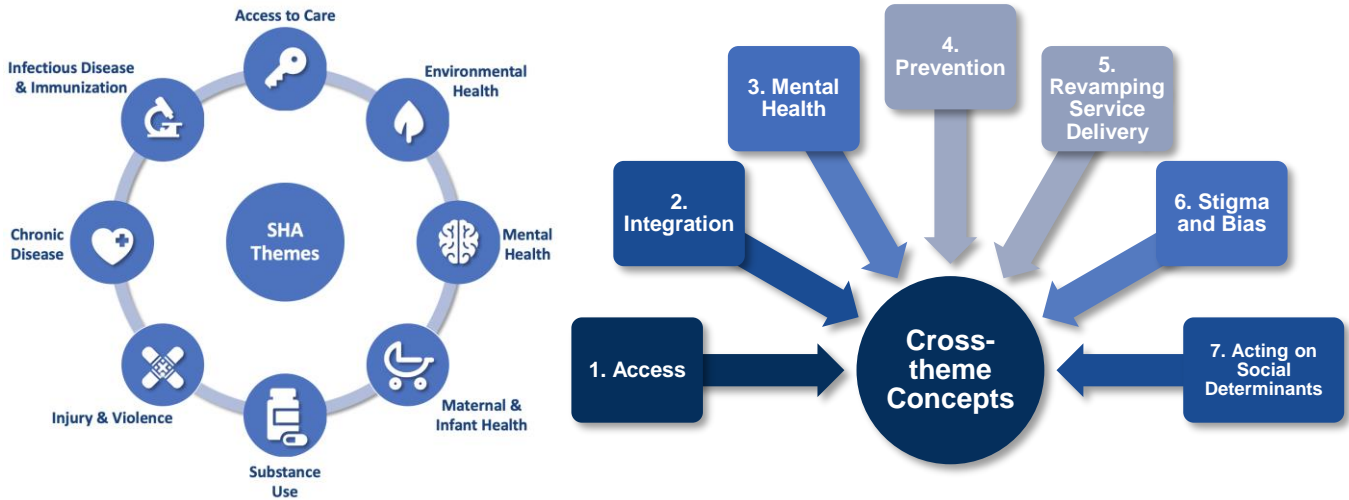 Access to Care
Environmental
Health
Mental
Health
Maternal &
Infant Health
Substance
Use
Injury & Violence
Chronic
Disease
Infectious Disease
& Immunization
SHA
Themes
1. Access
2.
Integration
3. Mental
Health
4.
Prevention
5.
Revamping
Service
Delivery
6. Stigma
and Bias
7. Acting on
Social
Determinants
Cross-
theme
Concepts